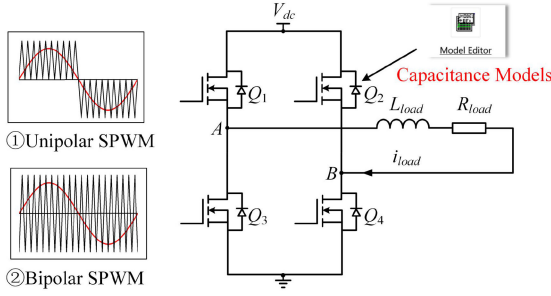 V_dc
Model Editor
Capacitance Models
Q_1
Q_2
L_load
R_load
A
①Unipolar SPWM
i_load
B
Q_3
Q_4
②Bipolar SPWM